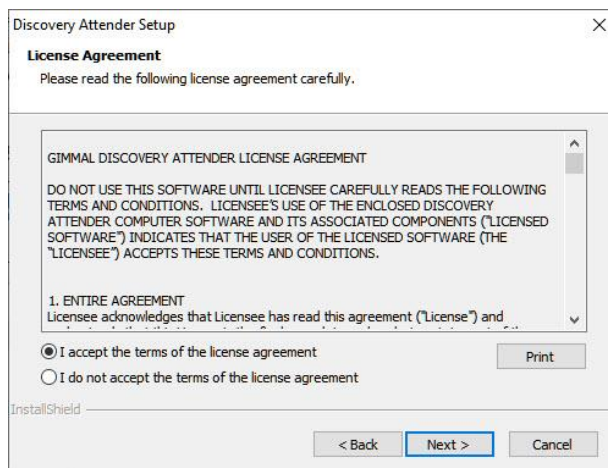 Discovery Attender Setup
License Agreement
Please read the following license agreement carefully.
GIMMAL DISCOVERY ATTENDER LICENSE AGREEMENT
DO NOT USE THIS SOFTWARE UNTIL LICENSEE CAREFULLY READS THE FOLLOWING
TERMS AND CONDITIONS. LICENSEE'S USE OF THE ENCLOSED DISCOVERY
ATTENDER COMPUTER SOFTWARE AND ITS ASSOCIATED COMPONENTS ("LICENSED
SOFTWARE") INDICATES THAT THE USER OF THE LICENSED SOFTWARE (THE
"LICENSEE") ACCEPTS THESE TERMS AND CONDITIONS.
1. ENTIRE AGREEMENT
Licensee acknowledges that Licensee has read this agreement ("License") and
I accept the terms of the license agreement
Print
I do not accept the terms of the license agreement
InstallShield
< Back
Next >
Cancel